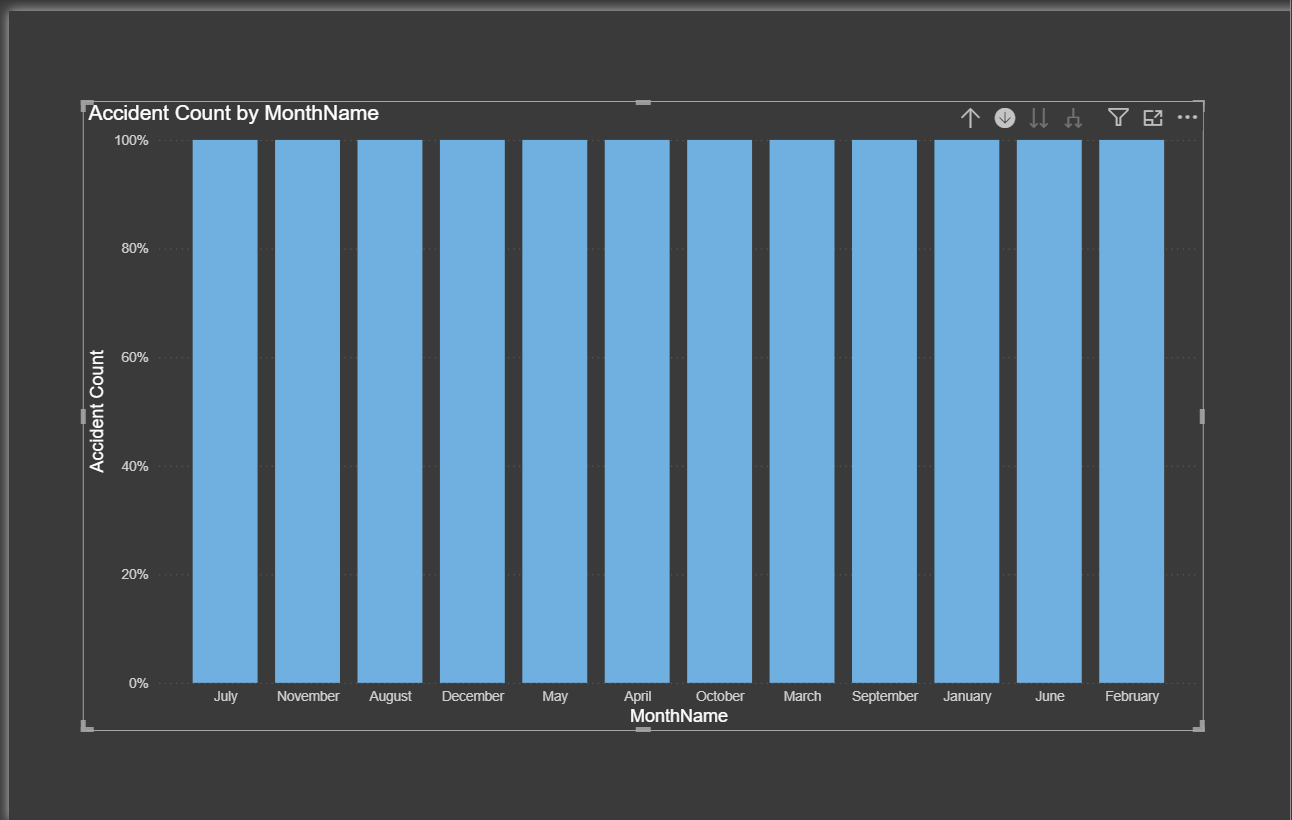 Accident Count by MonthName
100%
80%
60%
40%
20%
0%
Accident Count
July November August December May April October March September January June February
MonthName